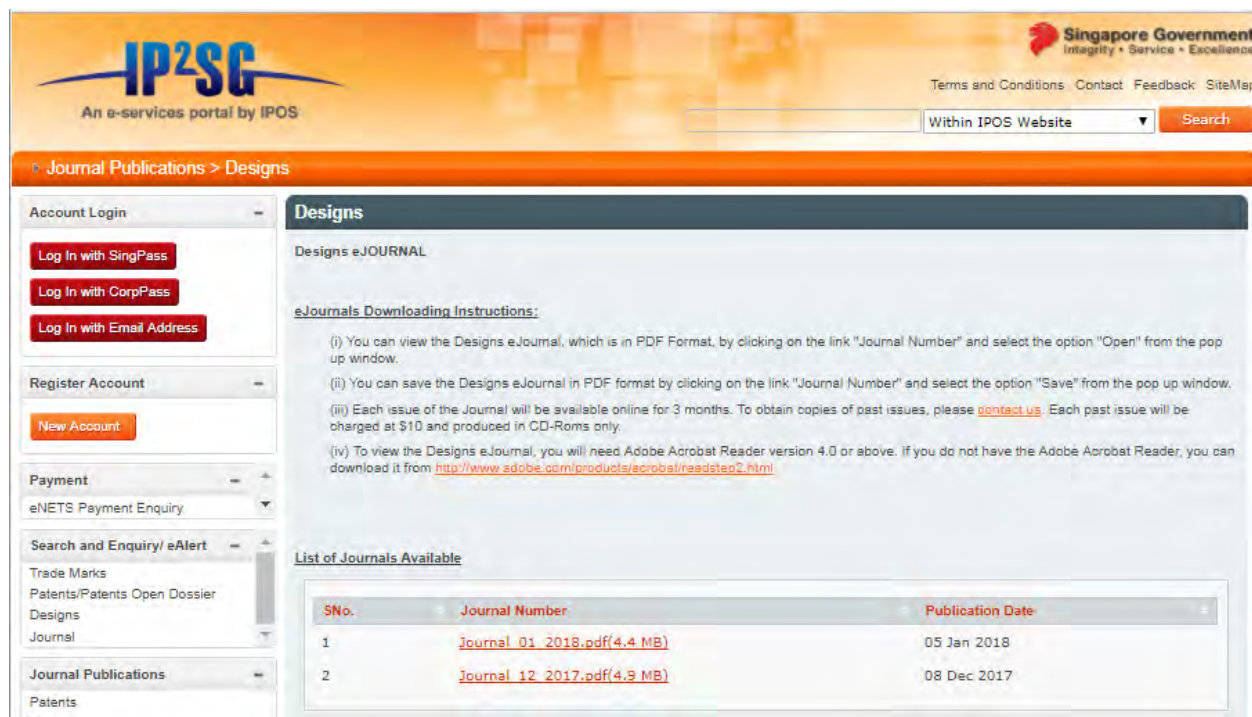 IP2SG
An e-services portal by IPOS
Singapore Government
Integrity • Service • Excellence
Terms and Conditions Contact Feedback SiteMap
Within IPOS Website
Search
Journal Publications > Designs
Account Login
Log In with SingPass
Log In with CorpPass
Log In with Email Address
Register Account
New Account
Payment
eNETS Payment Enquiry
Search and Enquiry/ eAlert
Trade Marks
Patents/Patents Open Dossier
Designs
Journal
Journal Publications
Patents
Designs
Designs eJOURNAL
eJournals Downloading Instructions:
(i) You can view the Designs eJournal, which is in PDF Format, by clicking on the link "Journal Number" and select the option "Open" from the pop
up window.
(ii) You can save the Designs eJournal in PDF format by clicking on the link "Journal Number" and select the option "Save" from the pop up window.
(iii) Each issue of the Journal will be available online for 3 months. To obtain copies of past issues, please contact us. Each past issue will be
charged at $10 and produced in CD-Roms only.
(iv) To view the Designs eJournal, you will need Adobe Acrobat Reader version 4.0 or above. If you do not have the Adobe Acrobat Reader, you can
download it from http://www.adobe.com/products/acrobat/readstep2.html
List of Journals Available
SNo. Journal Number Publication Date
1 Journal_01_2018.pdf(4.4 MB) 05 Jan 2018
2 Journal_12_2017.pdf(4.9 MB) 08 Dec 2017